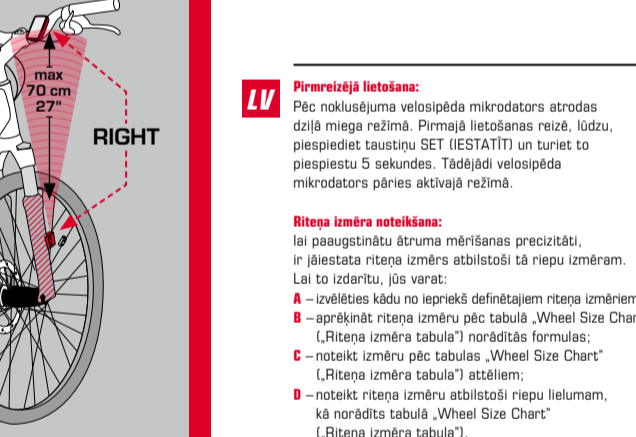 max
70 cm
27"
RIGHT
LV
Pirmreizējā lietošana:
Pēc noklusējuma velosipēda mikrodators atrodas
dziļā miega režīmā. Pirmajā lietošanas reizē, lūdzu,
piespiediet taustiņu SET (IESTATĪT) un turiet to
piespiestu 5 sekundes. Tādējādi velosipēda
mikrodators pāries aktīvajā režīmā.
Riteņa izmēra noteikšana:
lai paaugstinātu ātruma mērīšanas precizitāti,
ir jāiestata riteņa izmērs atbilstoši tā riepu izmēram.
Lai to izdarītu, jūs varat:
A – izvēlēties kādu no iepriekš definētajiem riteņa izmēriem
B – aprēķināt riteņa izmēru pēc tabulā „Wheel Size Char
(„Riteņa izmēra tabula") norādītās formulas;
C – noteikt izmēru pēc tabulas „Wheel Size Chart"
(„Riteņa izmēra tabula") attēliem;
D – noteikt riteņa izmēru atbilstoši riepu lielumam,
kā norādīts tabulā „Wheel Size Chart"
(„Riteņa izmēra tabula").